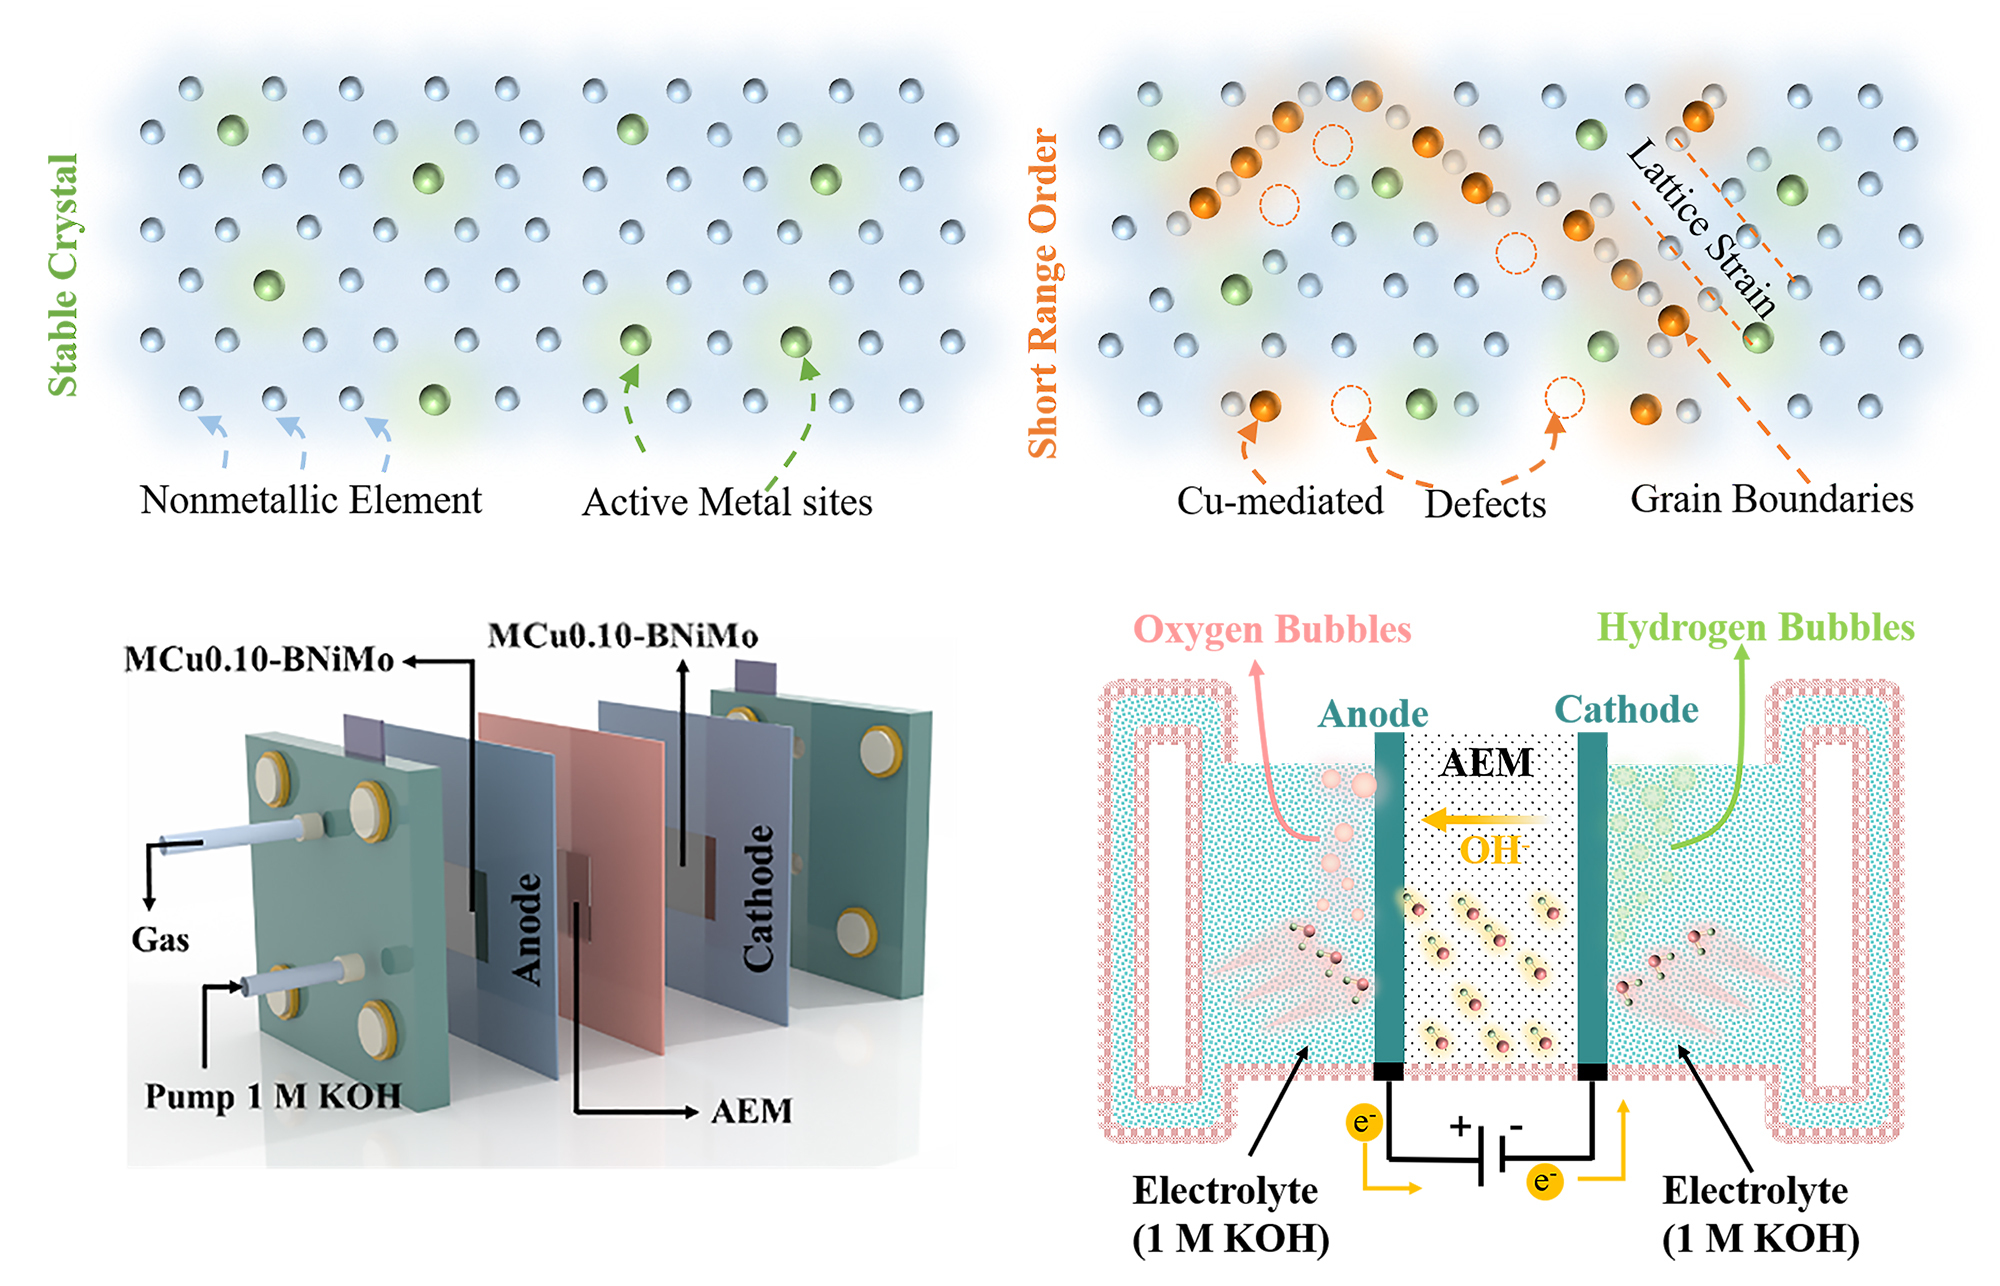 Stable Crystal
Nonmetallic Element
Active Metal sites
Short Range Order
Lattice Strain
Cu-mediated
Defects
Grain Boundaries
MCu0.10-BNiMo
MCu0.10-BNiMo
Anode
Cathode
Gas
Pump 1 M KOH
AEM
Oxygen Bubbles
Hydrogen Bubbles
Anode
Cathode
AEM
OH-
+
-
e-
e-
Electrolyte
(1 M KOH)
Electrolyte
(1 M KOH)